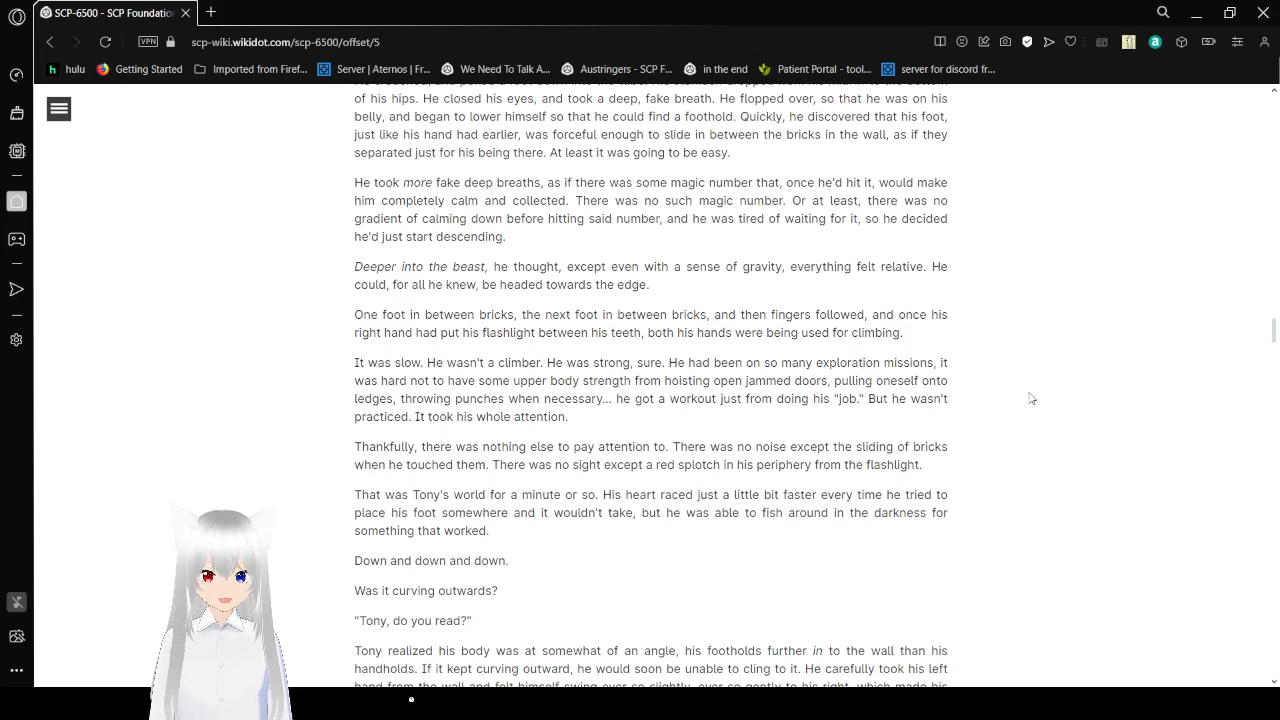 SCP-6500 - SCP Foundatio
scp-wiki.wikidot.com/scp-6500/offset/5
VPN
hulu
Getting Started
Imported from Firef...
Server | Aternos | Fr...
We Need To Talk A...
Austringers - SCP F...
in the end
Patient Portal - tool...
server for discord fr...
of his hips. He closed his eyes, and took a deep, fake breath. He flopped over, so that he was on his
belly, and began to lower himself so that he could find a foothold. Quickly, he discovered that his foot,
just like his hand had earlier, was forceful enough to slide in between the bricks in the wall, as if they
separated just for his being there. At least it was going to be easy.
He took more fake deep breaths, as if there was some magic number that, once he'd hit it, would make
him completely calm and collected. There was no such magic number. Or at least, there was no
gradient of calming down before hitting said number, and he was tired of waiting for it, so he decided
he'd just start descending.
Deeper into the beast, he thought, except even with a sense of gravity, everything felt relative. He
could, for all he knew, be headed towards the edge.
One foot in between bricks, the next foot in between bricks, and then fingers followed, and once his
right hand had put his flashlight between his teeth, both his hands were being used for climbing.
It was slow. He wasn't a climber. He was strong, sure. He had been on so many exploration missions, it
was hard not to have some upper body strength from hoisting open jammed doors, pulling oneself onto
ledges, throwing punches when necessary... he got a workout just from doing his "job." But he wasn't
practiced. It took his whole attention.
Thankfully, there was nothing else to pay attention to. There was no noise except the sliding of bricks
when he touched them. There was no sight except a red splotch in his periphery from the flashlight.
That was Tony's world for a minute or so. His heart raced just a little bit faster every time he tried to
place his foot somewhere and it wouldn't take, but he was able to fish around in the darkness for
something that worked.
Down and down and down.
Was it curving outwards?
"Tony, do you read?"
Tony realized his body was at somewhat of an angle, his footholds further in to the wall than his
handholds. If it kept curving outward, he would soon be unable to cling to it. He carefully took his left
hand from the wall and felt himself swing ever so slightly, ever so gently to his right, which made his